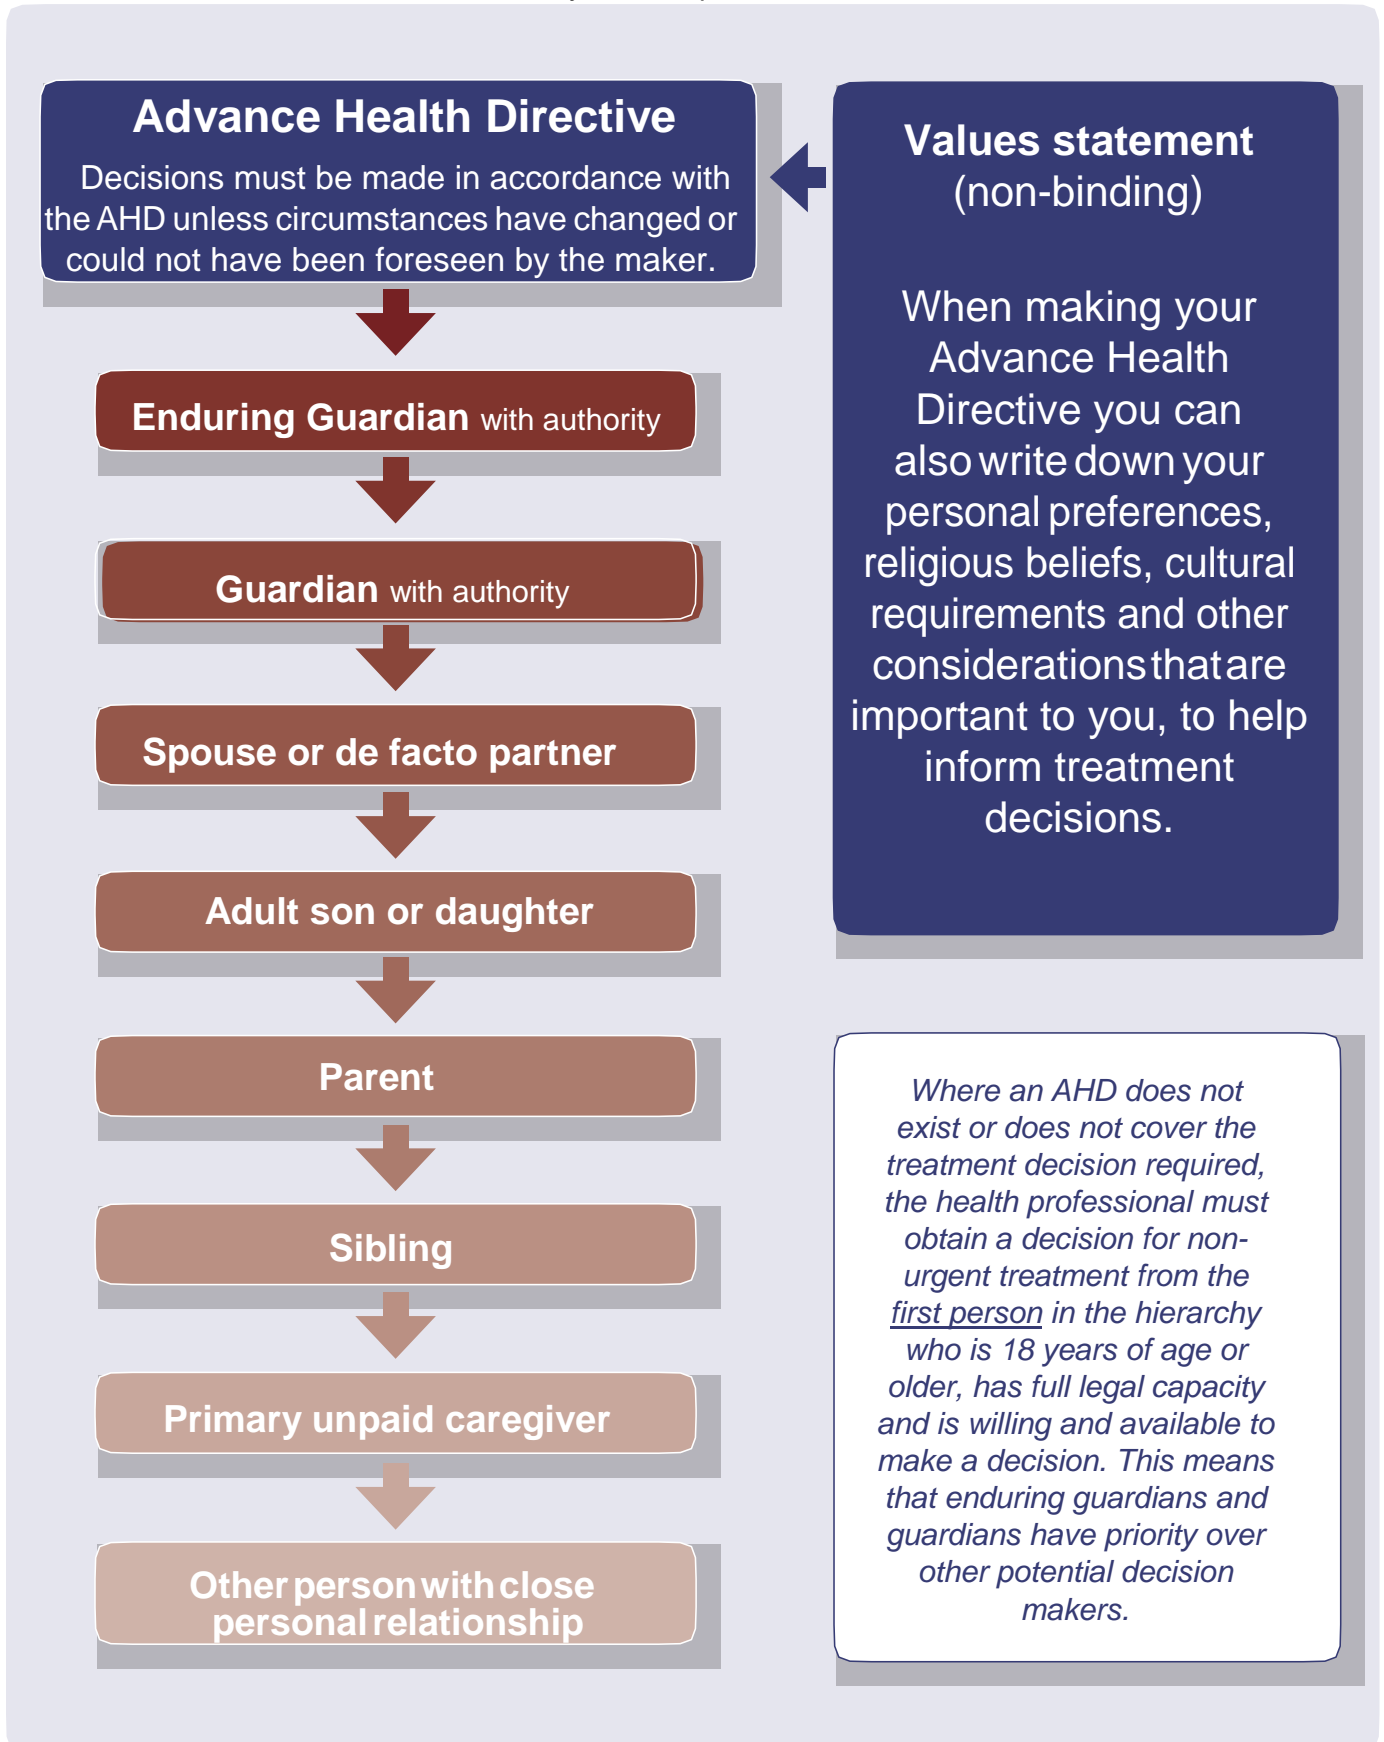 Advance Health Directive
Decisions must be made in accordance with
the AHD unless circumstances have changed or
could not have been foreseen by the maker.
Enduring Guardian with authority
Guardian with authority
Spouse or de facto partner
Adult son or daughter
Parent
Sibling
Primary unpaid caregiver
Other person with close
personal relationship
Values statement
(non-binding)
When making your
Advance Health
Directive you can
also write down your
personal preferences,
religious beliefs, cultural
requirements and other
considerations that are
important to you, to help
inform treatment
decisions.
Where an AHD does not
exist or does not cover the
treatment decision required,
the health professional must
obtain a decision for non-
urgent treatment from the
first person in the hierarchy
who is 18 years of age or
older, has full legal capacity
and is willing and available to
make a decision. This means
that enduring guardians and
guardians have priority over
other potential decision
makers.